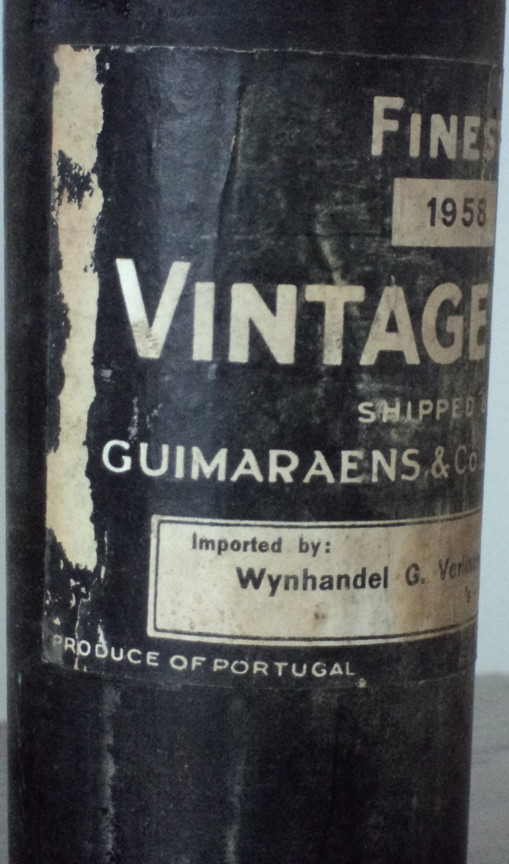 FINES
1958
VINTAGE
SHIPPED
GUIMARAENS & Co
Imported by:
Wynhandel G.
PRODUCE OF PORTUGAL